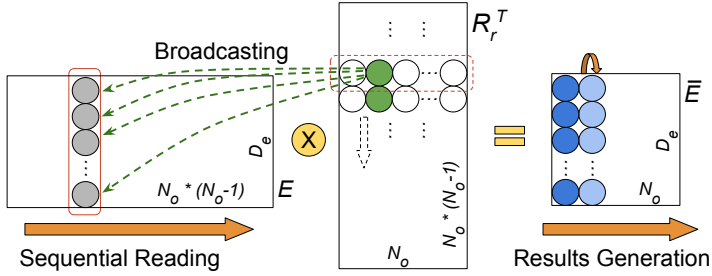 Broadcasting
R_r^T
E̅
D_e
X
D_e
N_o * (N_o-1)
E
N_o * (N_o-1)
N_o
N_o
Sequential Reading
Results Generation